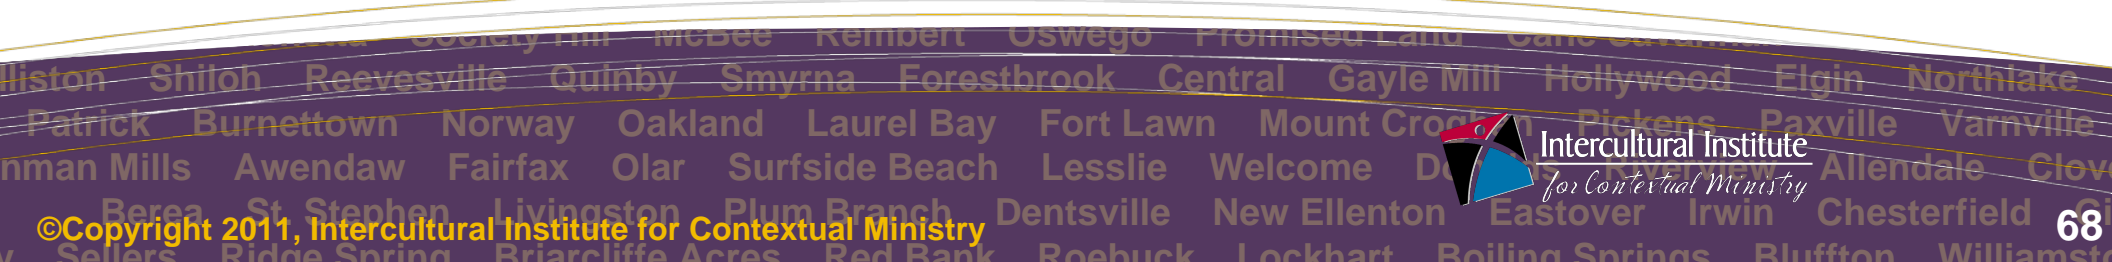 Society Hill McBee Rembert Oswego Promised Land
Shiloh Reevesville Quinby Smyrna Forestbrook Central Gayle Mill Hollywood Elgin Northlake
Patrick Burnettown Norway Oakland Laurel Bay Fort Lawn Mount Pickens Paxville Varnville
Mills Awendaw Fairfax Olar Surfside Beach Lesslie Welcome Riverview Allendale
Intercultural Institute
for Contextual Ministry
Berea St. Stephen Livingston Plum Branch Dentsville New Ellenton Eastover Irwin Chesterfield
©Copyright 2011, Intercultural Institute for Contextual Ministry
68
Sellers Ridge Spring Briarcliffe Acres Red Bank Roebuck Lockhart Boiling Springs Bluffton